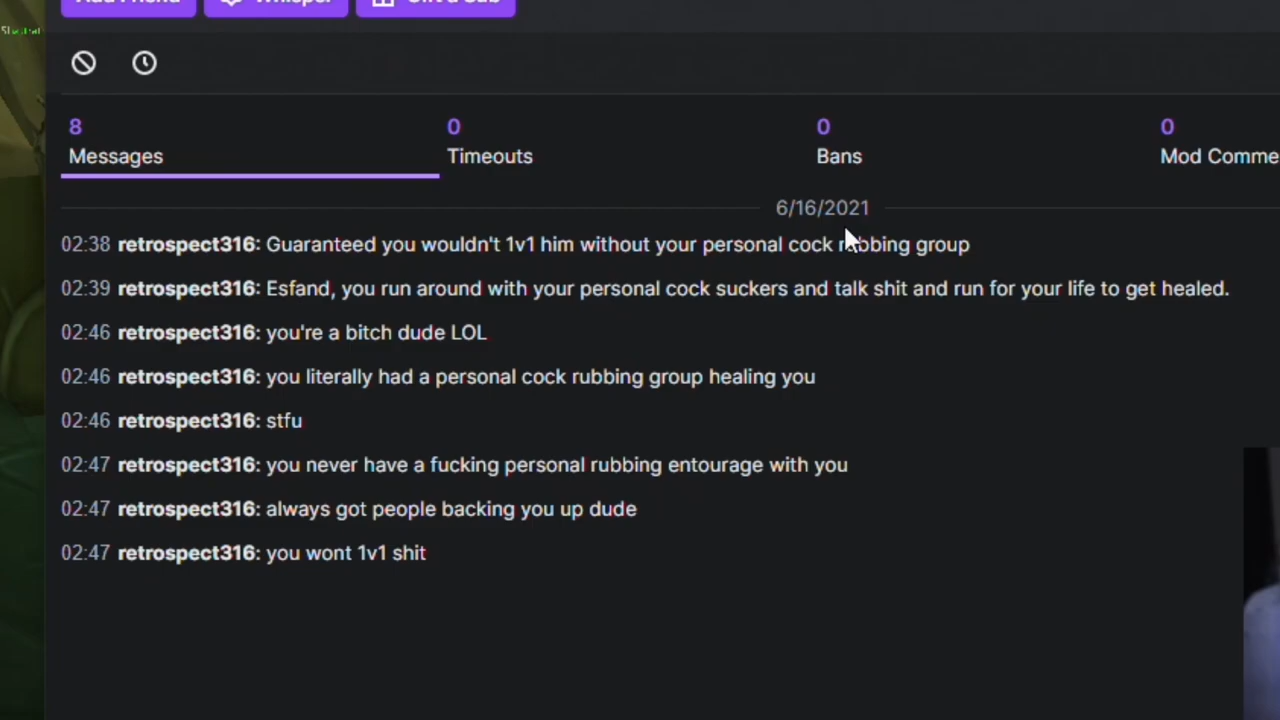 8
Messages
0
Timeouts
0
Bans
0
Mod Comme
6/16/2021
02:38 retrospect316: Guaranteed you wouldn't 1v1 him without your personal cock rubbing group
02:39 retrospect316: Esfand, you run around with your personal cock suckers and talk shit and run for your life to get healed.
02:46 retrospect316: you're a bitch dude LOL
02:46 retrospect316: you literally had a personal cock rubbing group healing you
02:46 retrospect316: stfu
02:47 retrospect316: you never have a fucking personal rubbing entourage with you
02:47 retrospect316: always got people backing you up dude
02:47 retrospect316: you wont 1v1 shit